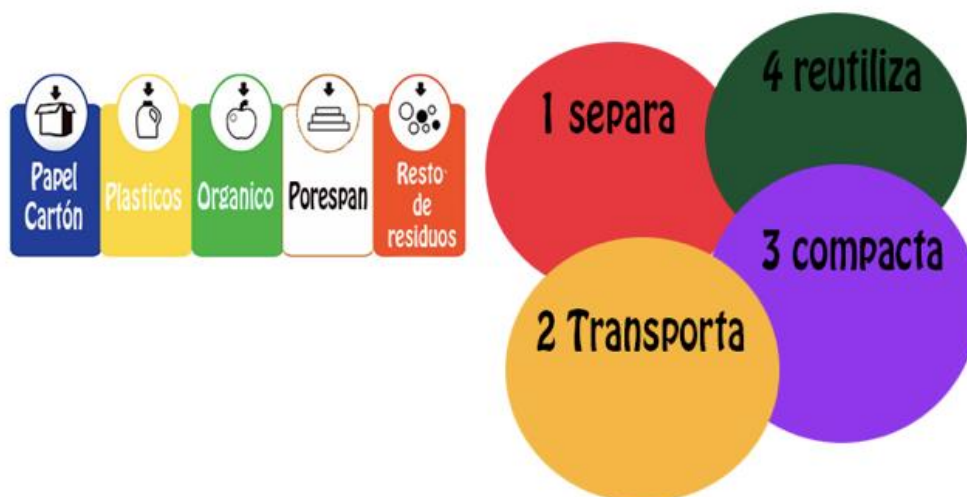 Papel
Cartón
Plasticos
Organico
Porespan
Resto
de
residuos
1 separa
4 reutiliza
3 compacta
2 Transporta